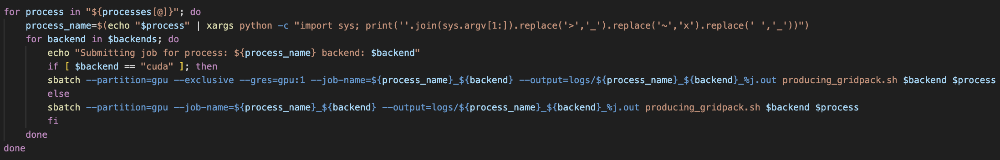 for process in "${processes[@]}"; do
    process_name=$(echo "$process" | xargs python -c "import sys; print(''.join(sys.argv[1:]).replace('>','_').replace('~','x').replace(' ','_'))")
    for backend in $backends; do
        echo "Submitting job for process: ${process_name} backend: $backend"
        if [ $backend == "cuda" ]; then
        sbatch --partition=gpu --exclusive --gres=gpu:1 --job-name=${process_name}_${backend} --output=logs/${process_name}_${backend}_%j.out producing_gridpack.sh $backend $process
        else
        sbatch --partition=gpu --job-name=${process_name}_${backend} --output=logs/${process_name}_${backend}_%j.out producing_gridpack.sh $backend $process
        fi
    done
done